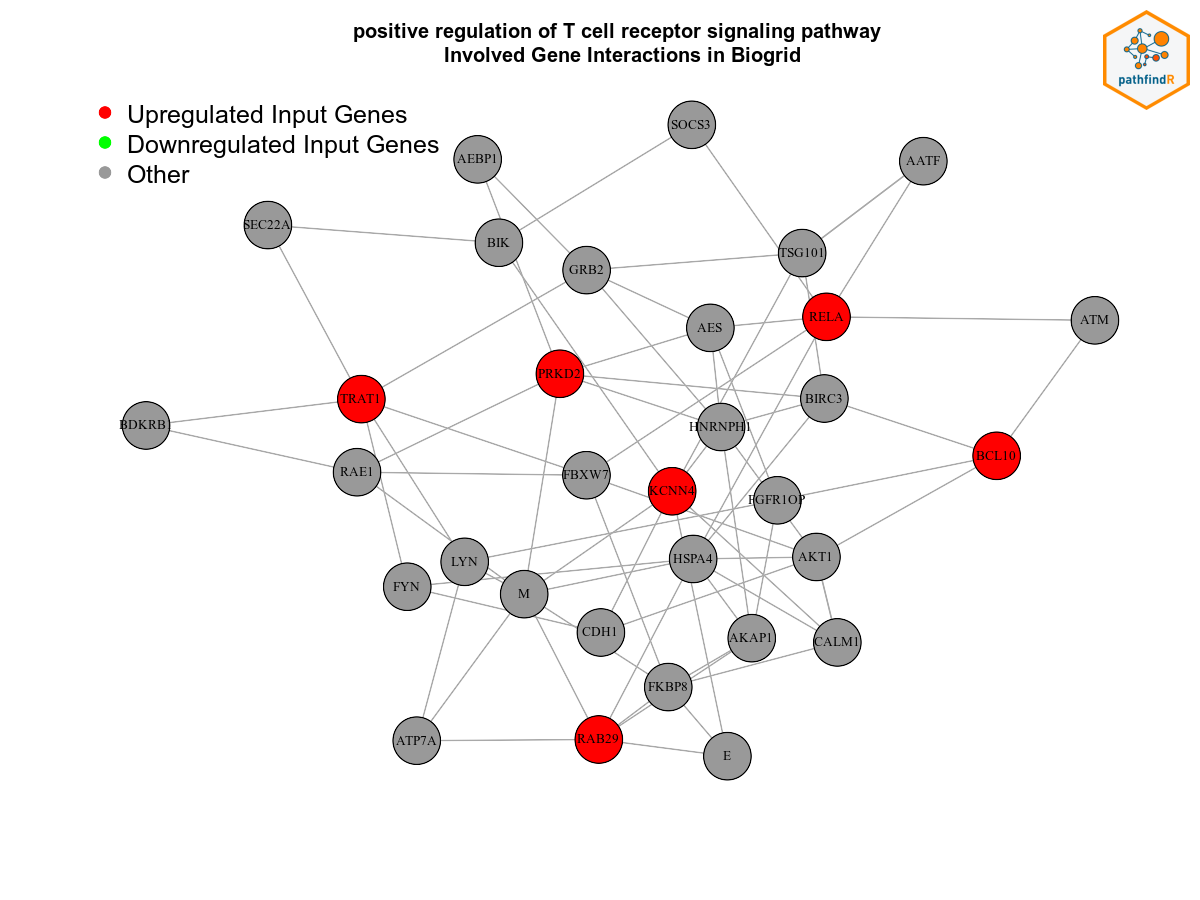 positive regulation of T cell receptor signaling pathway
Involved Gene Interactions in Biogrid
pathfindR
Upregulated Input Genes
Downregulated Input Genes
Other
SOCS3
AEBP1
AATF
SEC22A
BIK
TSG101
GRB2
RELA
ATM
AES
PRKD2
TRAT1
BIRC3
BDKRB
HNRNPH1
BCL10
RAE1
FBXW7
KCNN4
FGFR1OP
LYN
HSPA4
AKT1
FYN
M
CDH1
AKAP1
CALM1
FKBP8
ATP7A
RAB29
E